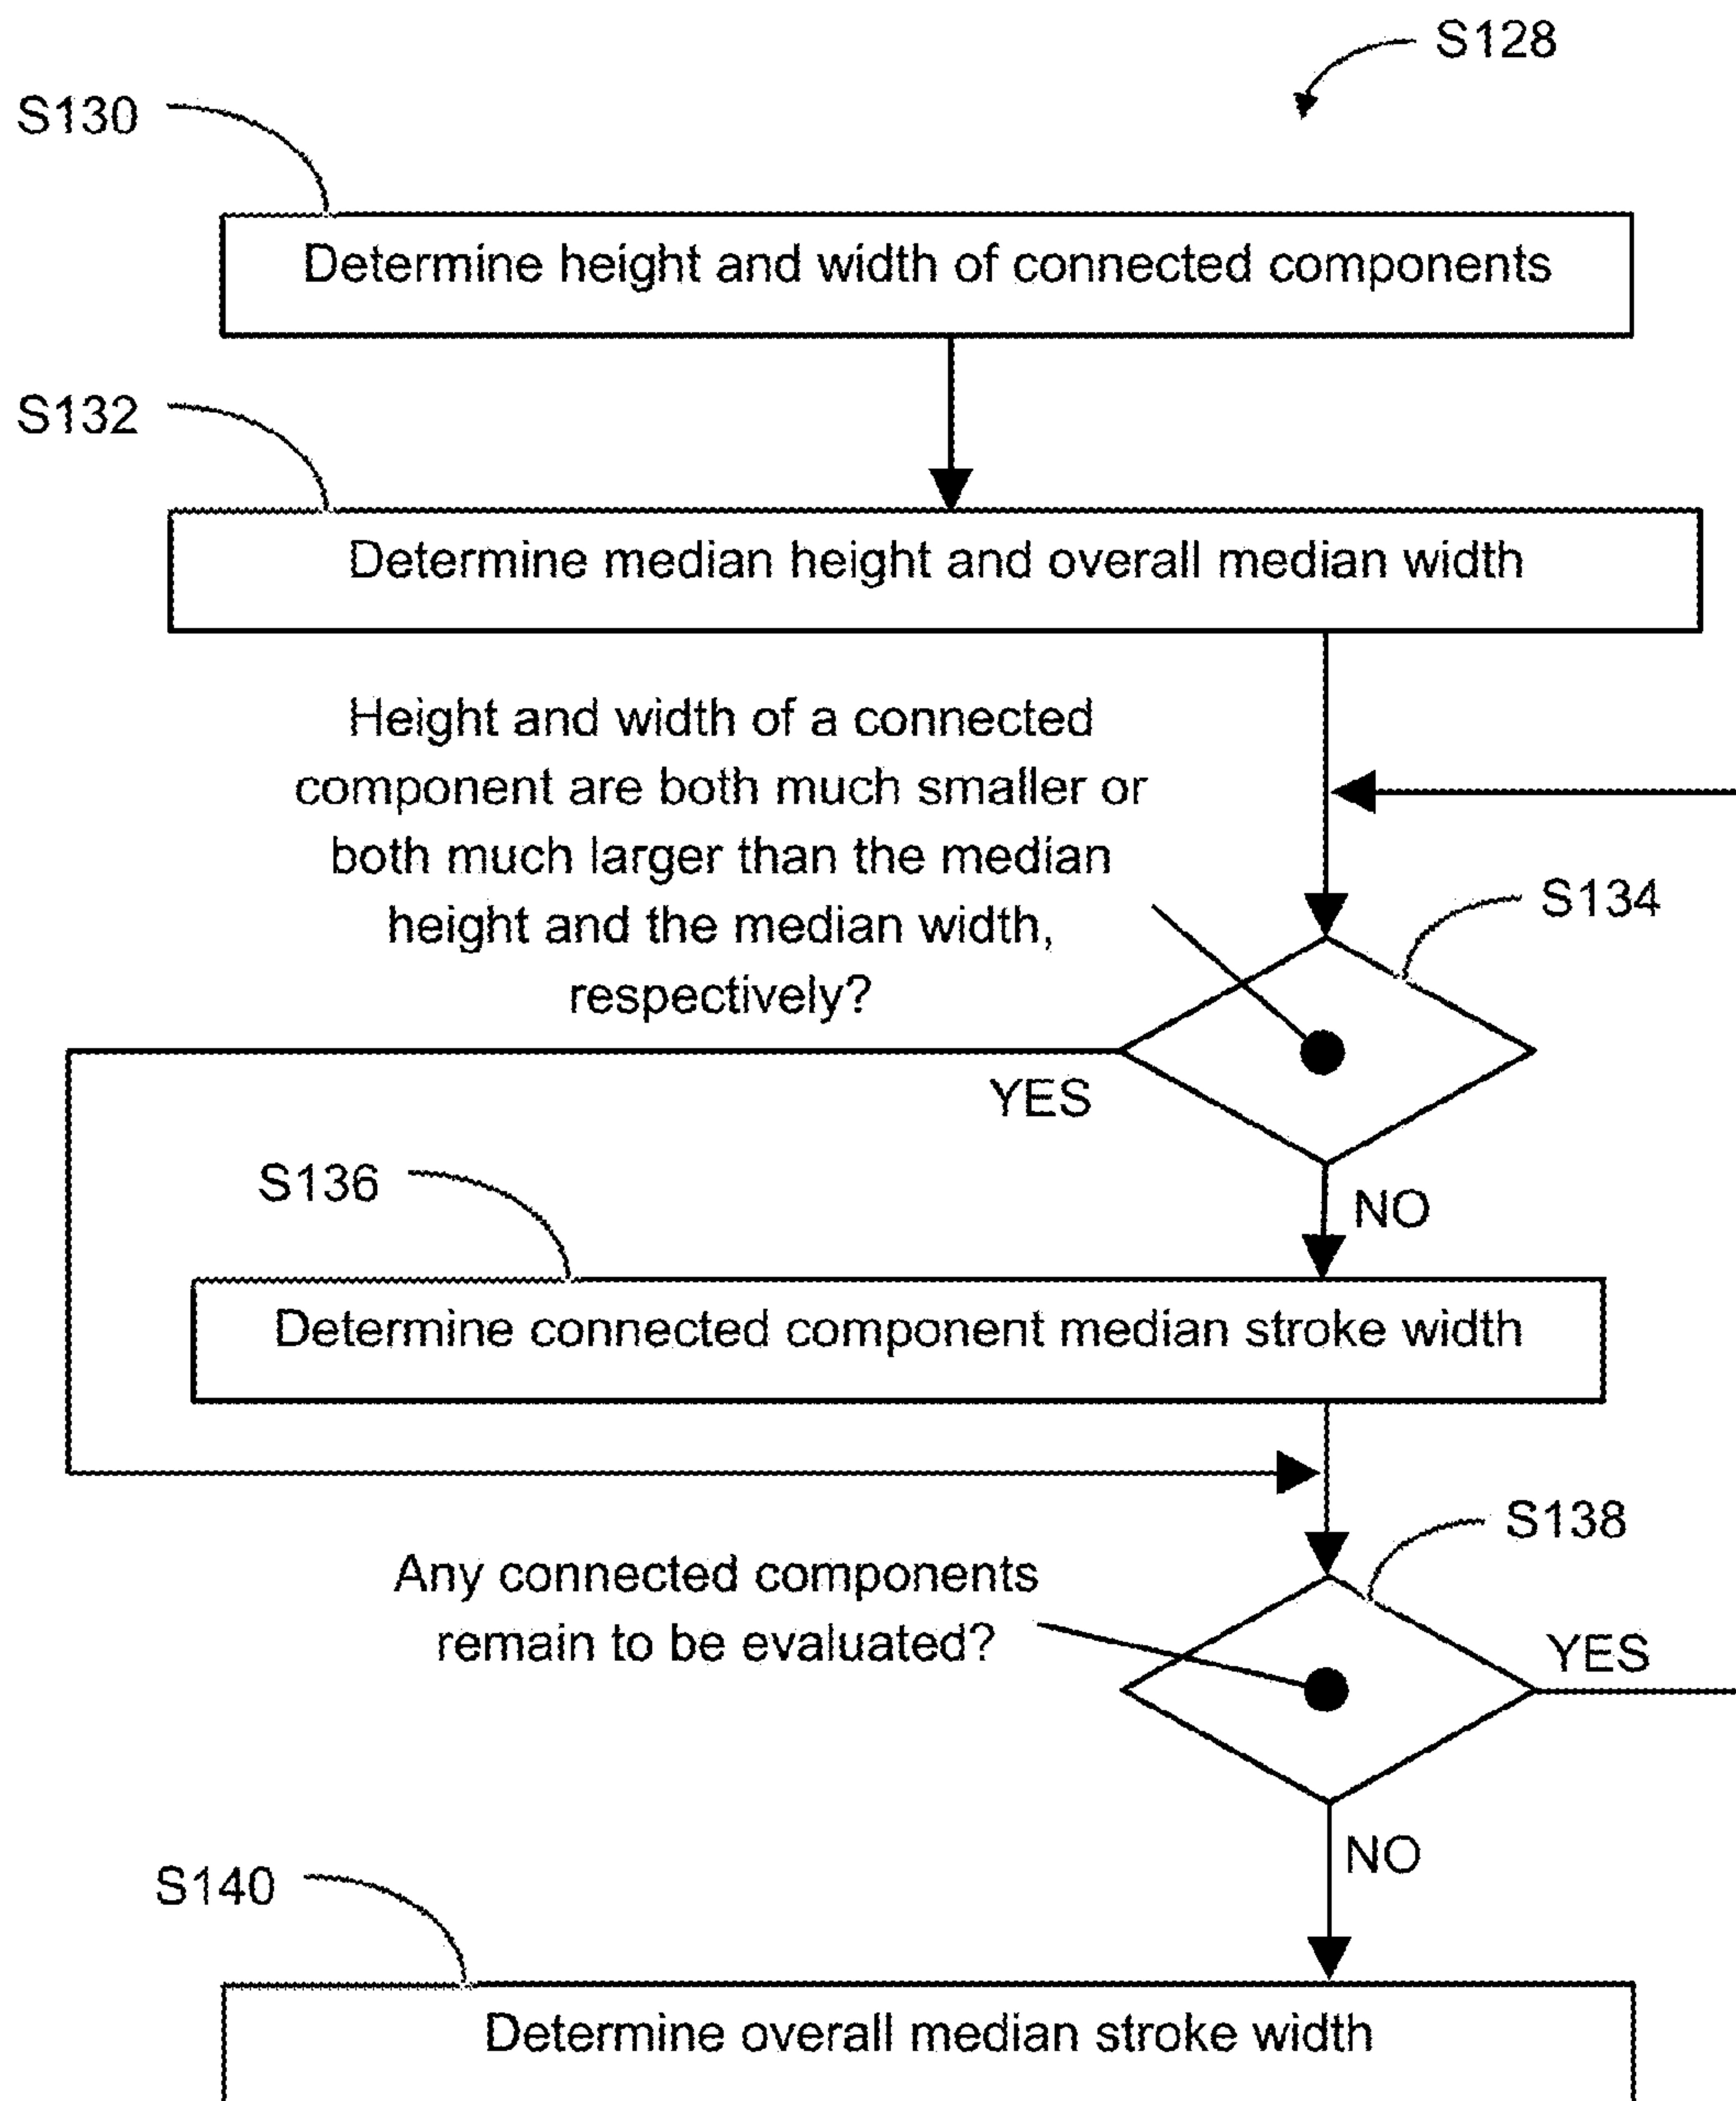 S128
S130
Determine height and width of connected components
S132
Determine median height and overall median width
Height and width of a connected
component are both much smaller or
both much larger than the median
height and the median width,
respectively?
S134
YES
S136
NO
Determine connected component median stroke width
S138
Any connected components
remain to be evaluated?
YES
NO
S140
Determine overall median stroke width